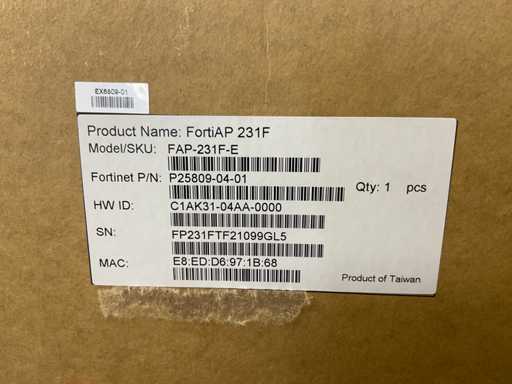 EX6809-01
Product Name: FortiAP 231F
Model/SKU: FAP-231F-E
Fortinet P/N: P25809-04-01
Qty: 1 pcs
HW ID: C1AK31-04AA-0000
SN: FP231FTF21099GL5
MAC: E8:ED:D6:97:1B:68
Product of Taiwan